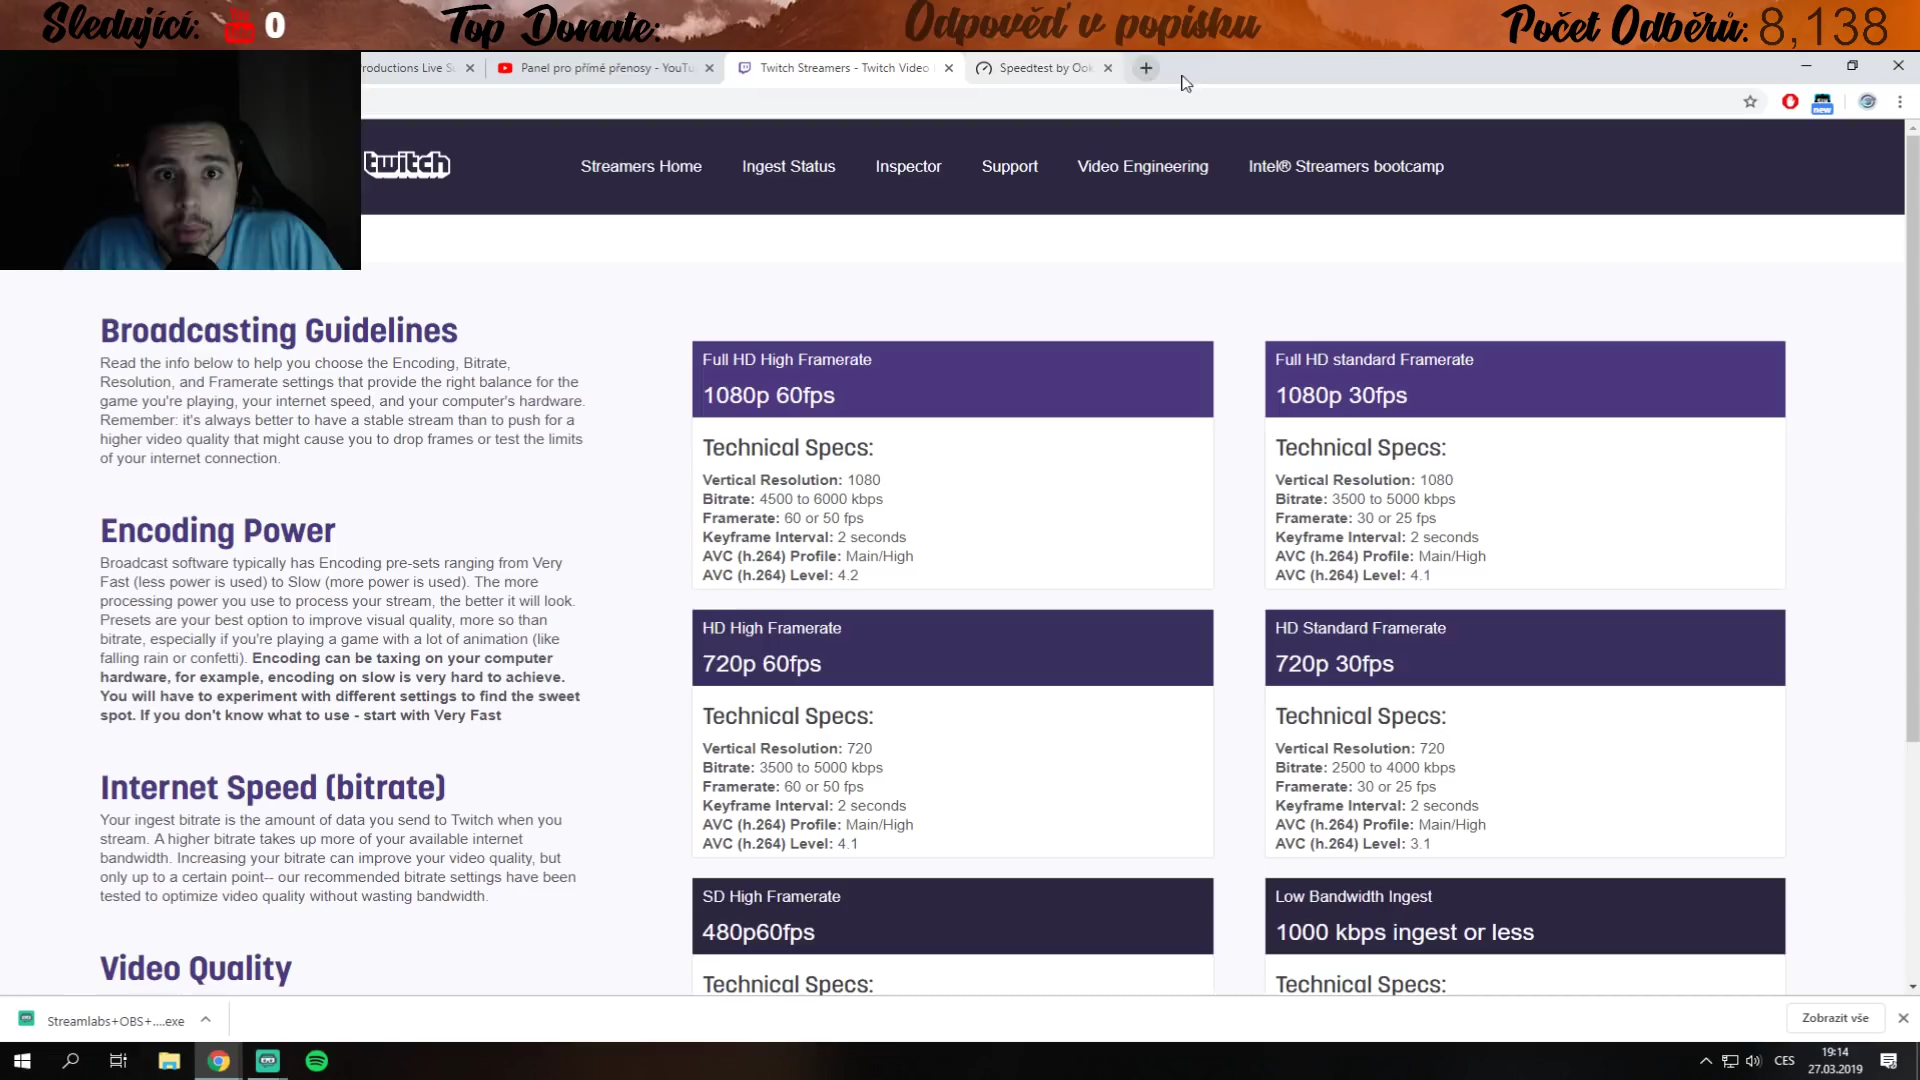 Sledující: 0
Top Donate:
Odpověď v popisku
Počet Odběrů: 8,138
roductions Live S
Panel pro přímé přenosy - YouTu
Twitch Streamers - Twitch Video
Speedtest by Ook
new
twitch
Streamers Home
Ingest Status
Inspector
Support
Video Engineering
Intel® Streamers bootcamp
Broadcasting Guidelines
Read the info below to help you choose the Encoding, Bitrate,
Resolution, and Framerate settings that provide the right balance for the
game you're playing, your internet speed, and your computer's hardware.
Remember: it's always better to have a stable stream than to push for a
higher video quality that might cause you to drop frames or test the limits
of your internet connection.
Encoding Power
Broadcast software typically has Encoding pre-sets ranging from Very
Fast (less power is used) to Slow (more power is used). The more
processing power you use to process your stream, the better it will look.
Presets are your best option to improve visual quality, more so than
bitrate, especially if you're playing a game with a lot of animation (like
falling rain or confetti). Encoding can be taxing on your computer
hardware, for example, encoding on slow is very hard to achieve.
You will have to experiment with different settings to find the sweet
spot. If you don't know what to use - start with Very Fast
Internet Speed (bitrate)
Your ingest bitrate is the amount of data you send to Twitch when you
stream. A higher bitrate takes up more of your available internet
bandwidth. Increasing your bitrate can improve your video quality, but
only up to a certain point-- our recommended bitrate settings have been
tested to optimize video quality without wasting bandwidth.
Video Quality
Full HD High Framerate
1080p 60fps
Technical Specs:
Vertical Resolution: 1080
Bitrate: 4500 to 6000 kbps
Framerate: 60 or 50 fps
Keyframe Interval: 2 seconds
AVC (h.264) Profile: Main/High
AVC (h.264) Level: 4.2
Full HD standard Framerate
1080p 30fps
Technical Specs:
Vertical Resolution: 1080
Bitrate: 3500 to 5000 kbps
Framerate: 30 or 25 fps
Keyframe Interval: 2 seconds
AVC (h.264) Profile: Main/High
AVC (h.264) Level: 4.1
HD High Framerate
720p 60fps
Technical Specs:
Vertical Resolution: 720
Bitrate: 3500 to 5000 kbps
Framerate: 60 or 50 fps
Keyframe Interval: 2 seconds
AVC (h.264) Profile: Main/High
AVC (h.264) Level: 4.1
HD Standard Framerate
720p 30fps
Technical Specs:
Vertical Resolution: 720
Bitrate: 2500 to 4000 kbps
Framerate: 30 or 25 fps
Keyframe Interval: 2 seconds
AVC (h.264) Profile: Main/High
AVC (h.264) Level: 3.1
SD High Framerate
480p60fps
Technical Specs:
Low Bandwidth Ingest
1000 kbps ingest or less
Technical Specs:
Streamlabs+OBS+....exe
Zobrazit vše
CES
19:14
27.03.2019